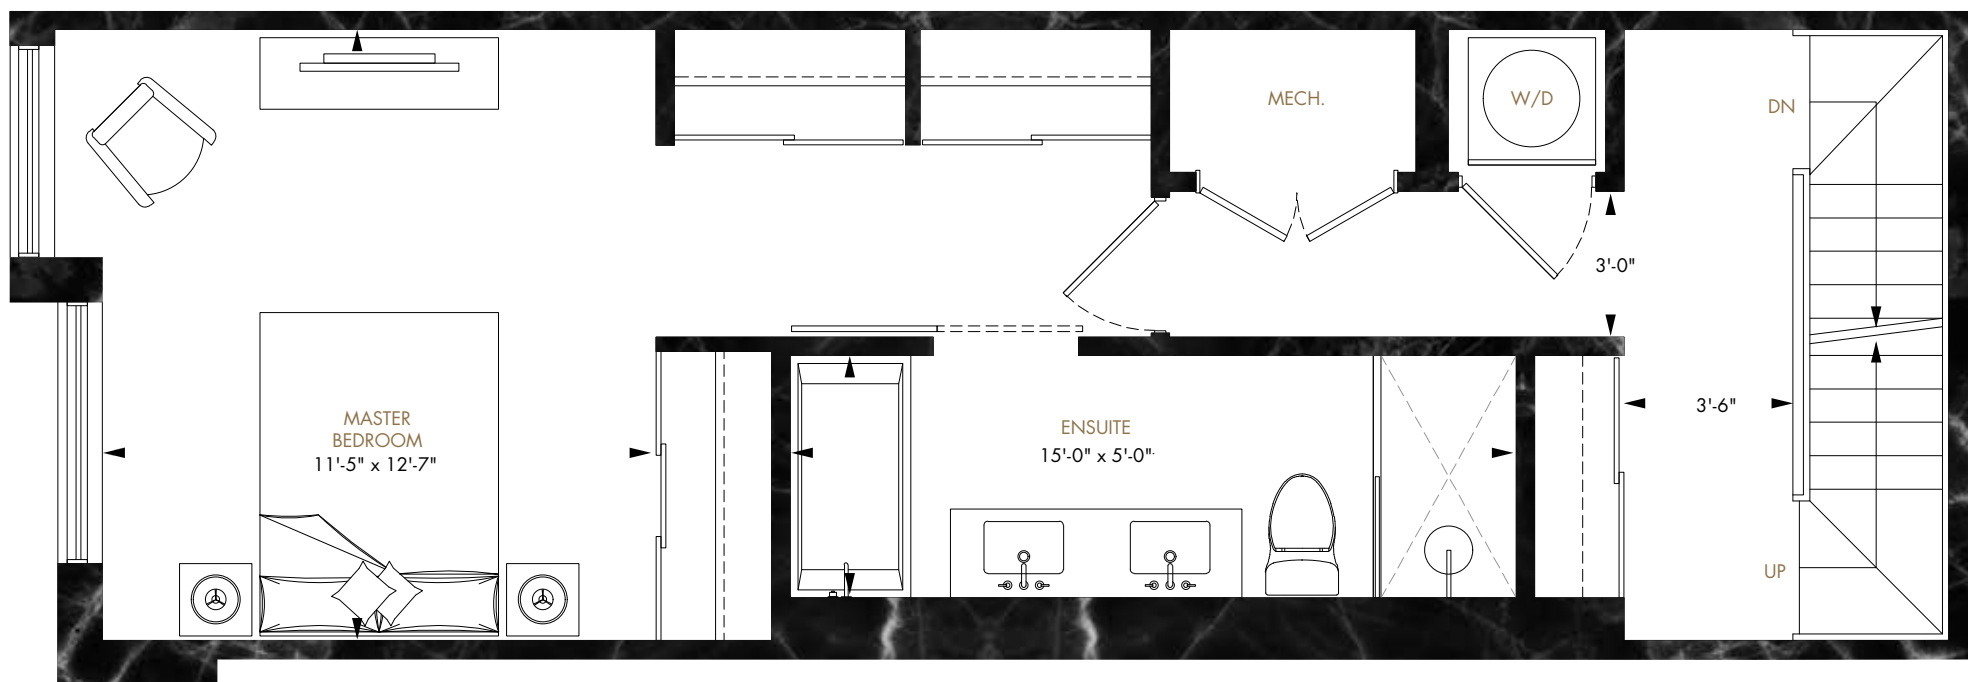 MECH.
W/D
DN
3'-0"
MASTER
BEDROOM
11'-5" x 12'-7"
ENSUITE
15'-0" x 5'-0"
3'-6"
UP